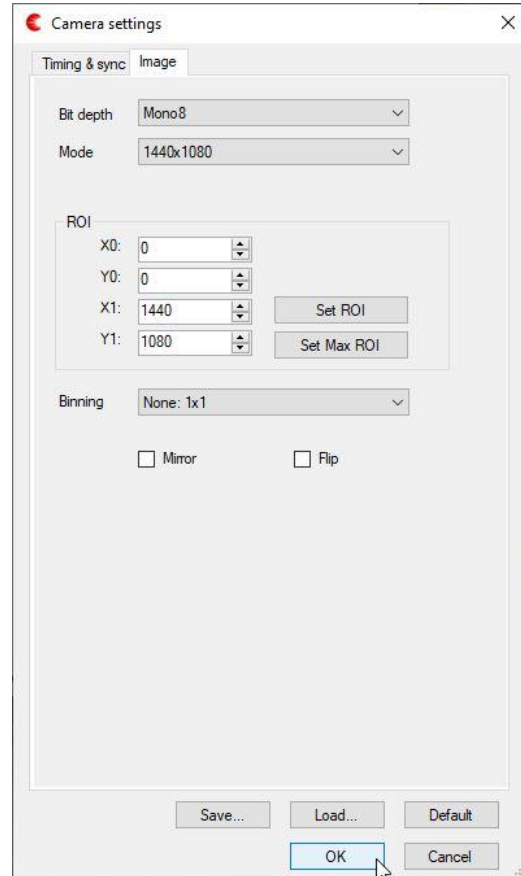 Camera settings
Timing & sync Image
Bit depth Mono8
Mode 1440x1080
ROI
X0: 0
Y0: 0
X1: 1440 Set ROI
Y1: 1080 Set Max ROI
Binning None: 1x1
Mirror Flip
Save... Load... Default
OK Cancel